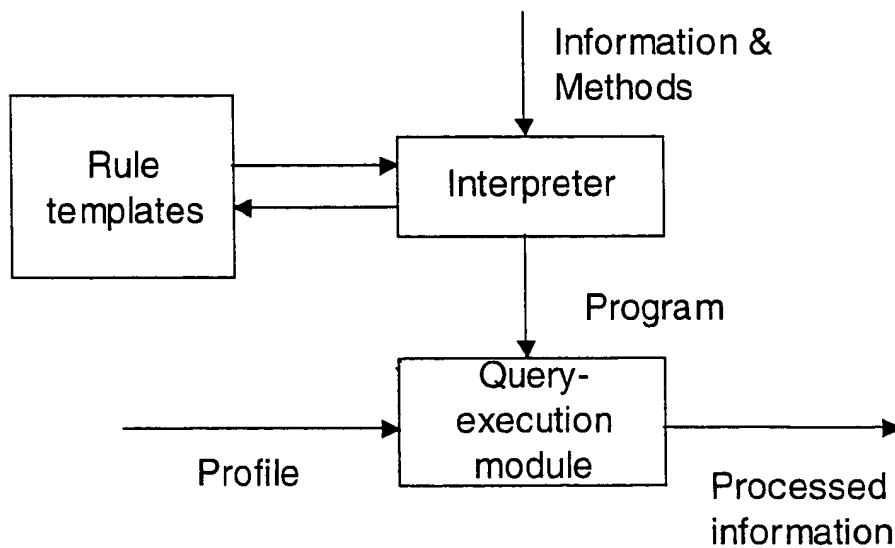 Information &
Methods
Rule
templates
Interpreter
Program
Query-
execution
module
Profile
Processed
information